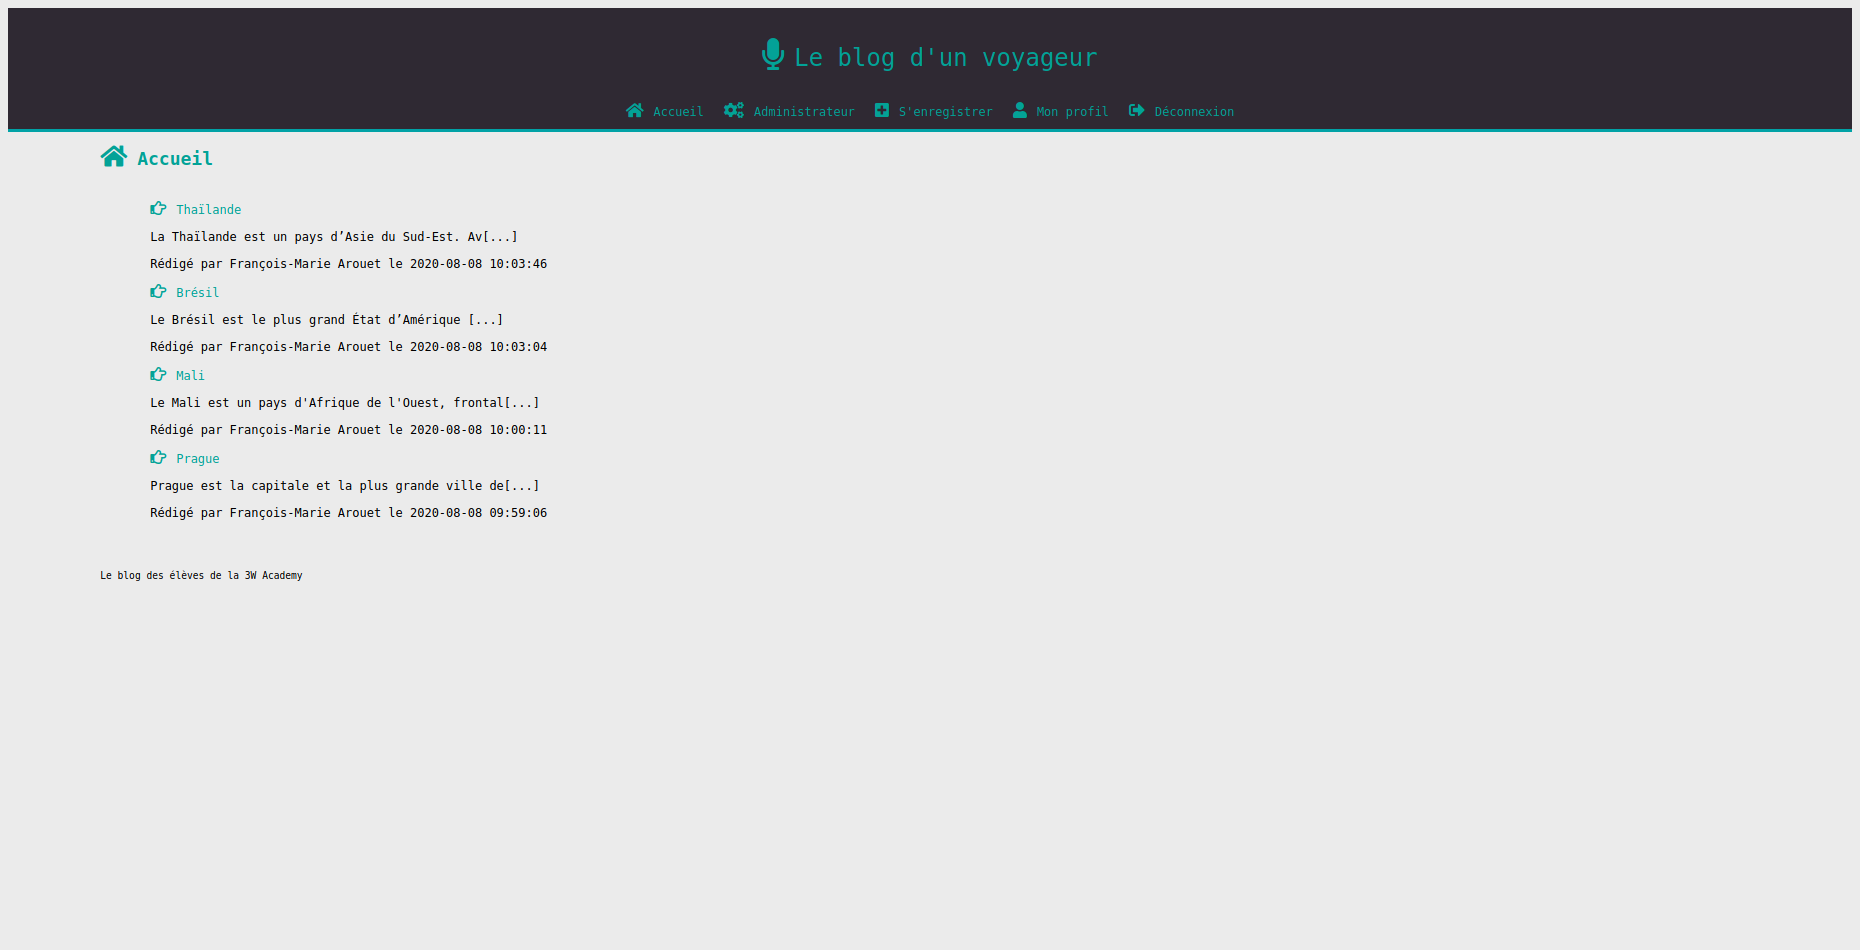 Le blog d'un voyageur
Accueil Administrateur S'enregistrer Mon profil Déconnexion
Accueil
Thaïlande
La Thaïlande est un pays d’Asie du Sud-Est. Av[...]
Rédigé par François-Marie Arouet le 2020-08-08 10:03:46
Brésil
Le Brésil est le plus grand État d’Amérique [...]
Rédigé par François-Marie Arouet le 2020-08-08 10:03:04
Mali
Le Mali est un pays d'Afrique de l'Ouest, frontal[...]
Rédigé par François-Marie Arouet le 2020-08-08 10:00:11
Prague
Prague est la capitale et la plus grande ville de[...]
Rédigé par François-Marie Arouet le 2020-08-08 09:59:06
Le blog des élèves de la 3W Academy